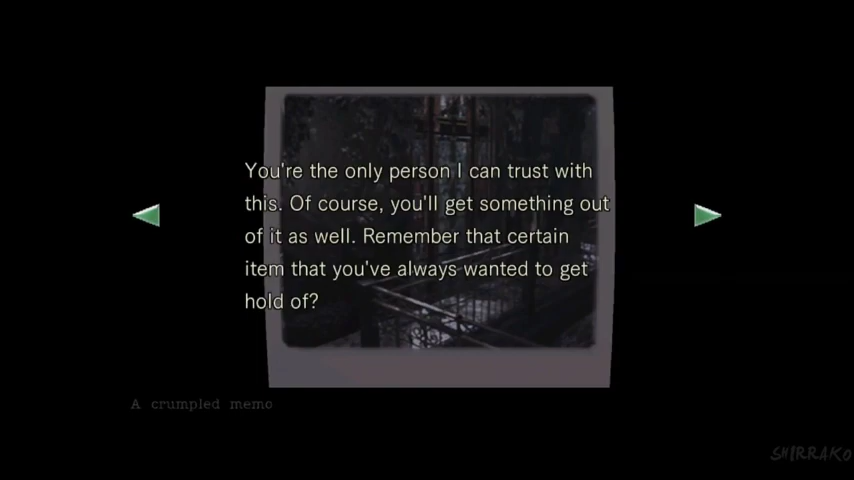 You're the only person I can trust with
this. Of course, you'll get something out
of it as well. Remember that certain
item that you've always wanted to get
hold of?
A crumpled memo
SHIRRAKO